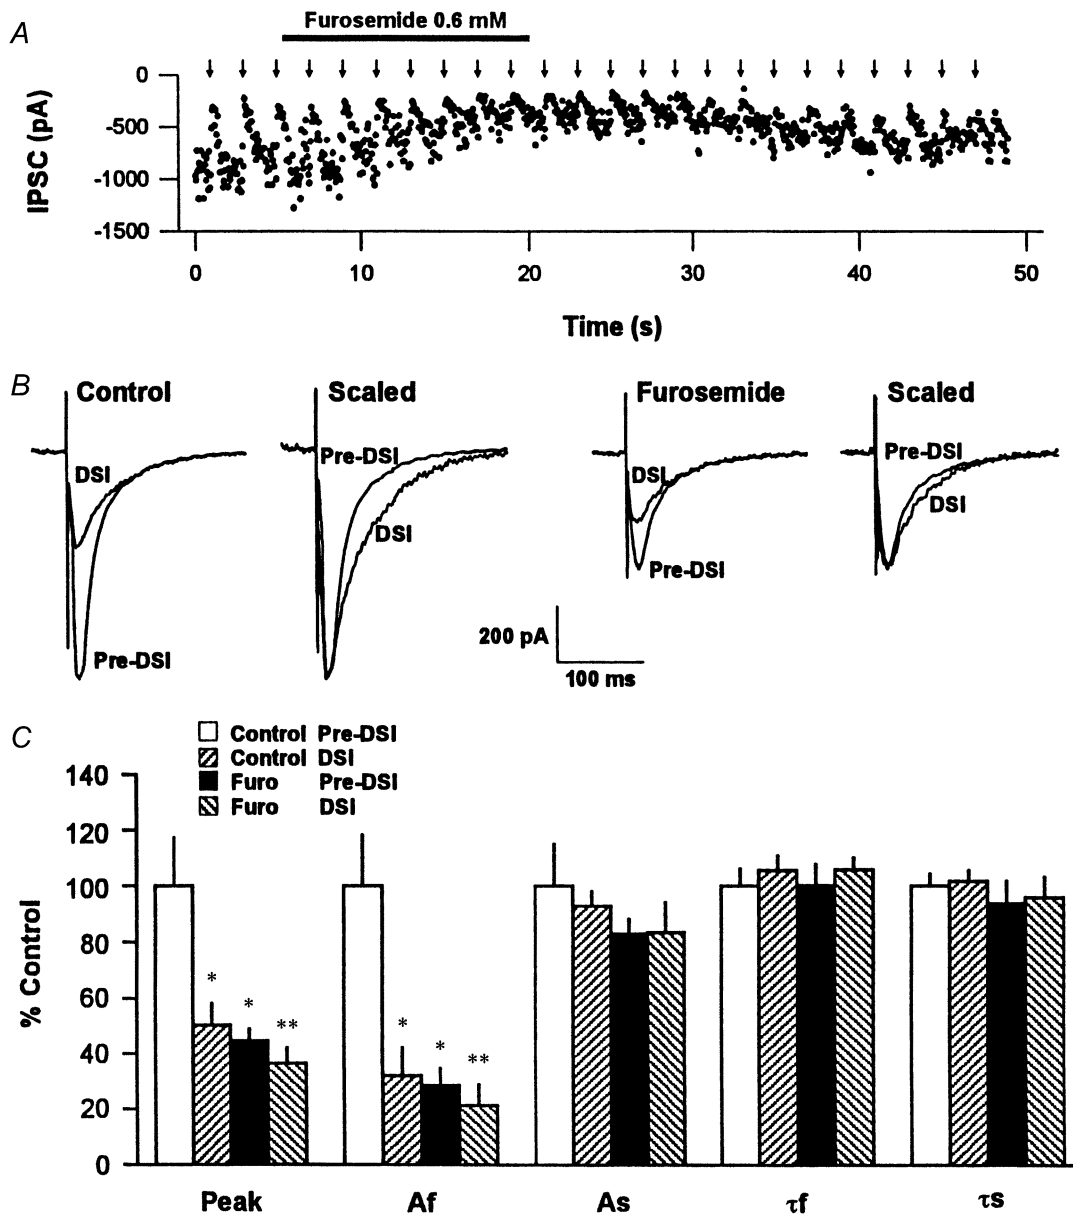 A
Furosemide 0.6 mM
IPSC (pA)
0
-500
-1000
-1500
0 10 20 30 40 50
Time (s)
B
Control Scaled Furosemide Scaled
DSI Pre-DSI DSI Pre-DSI
DSI DSI
Pre-DSI Pre-DSI
200 pA
100 ms
C
Control Pre-DSI
Control DSI
Furo Pre-DSI
Furo DSI
% Control
140
120
100
80
60
40
20
0
* * **
* * **
Peak Af As τf τs